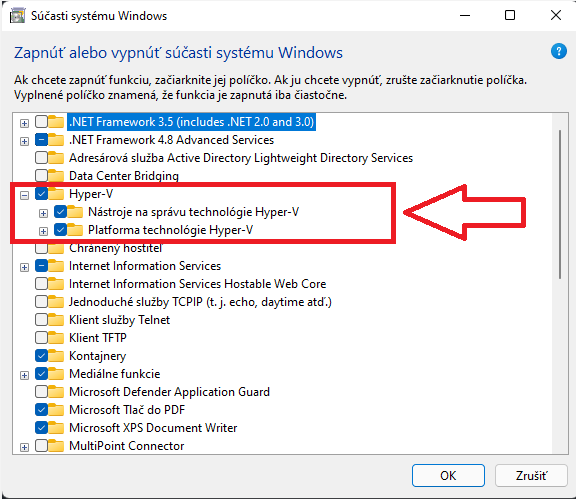 Súčasti systému Windows
Zapnúť alebo vypnúť súčasti systému Windows
Ak chcete zapnúť funkciu, začiarknite jej políčko. Ak ju chcete vypnúť, zrušte začiarknutie políčka.
Vyplnené políčko znamená, že funkcia je zapnutá iba čiastočne.
.NET Framework 3.5 (includes .NET 2.0 and 3.0)
.NET Framework 4.8 Advanced Services
Adresárová služba Active Directory Lightweight Directory Services
Data Center Bridging
Hyper-V
Nástroje na správu technológie Hyper-V
Platforma technológie Hyper-V
Chránený hostiteľ
Internet Information Services
Internet Information Services Hostable Web Core
Jednoduché služby TCPIP (t. j. echo, daytime atď.)
Klient služby Telnet
Klient TFTP
Kontajnery
Mediálne funkcie
Microsoft Defender Application Guard
Microsoft Tlač do PDF
Microsoft XPS Document Writer
MultiPoint Connector
OK
Zrušiť